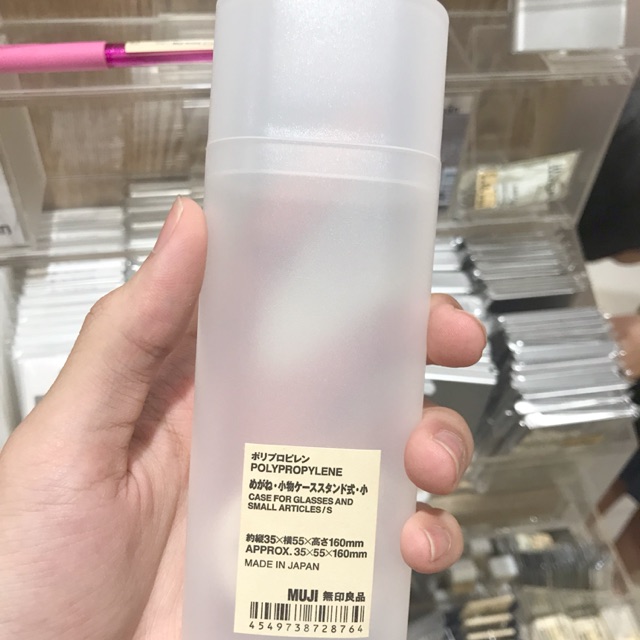 ポリプロピレン
POLYPROPYLENE
めがね・小物ケーススタンド式・小
CASE FOR GLASSES AND
SMALL ARTICLES/S
約縦35×横55×高さ160mm
APPROX. 35×55×160mm
MADE IN JAPAN
MUJI 無印良品
4549738728764